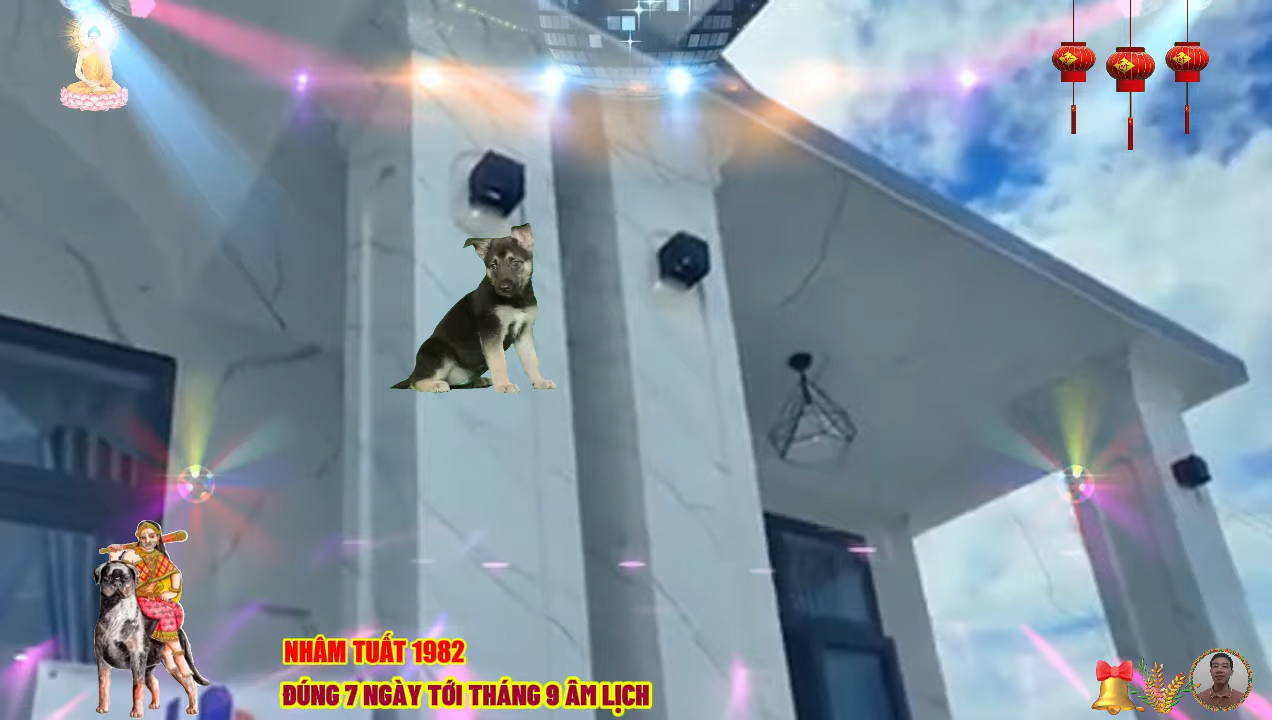 NHÂM TUẤT 1982
ĐÚNG 7 NGÀY TỚI THÁNG 9 ÂM LỊCH